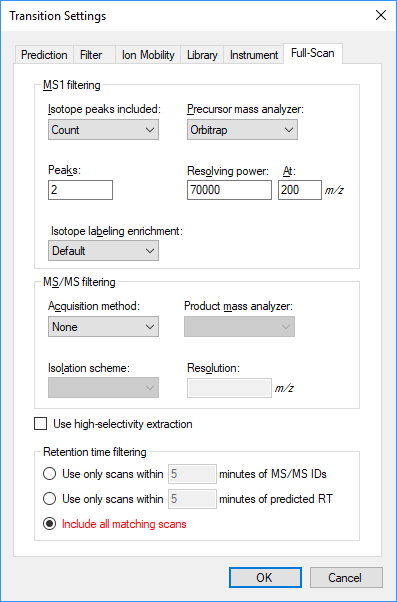 Transition Settings
Prediction Filter Ion Mobility Library Instrument Full-Scan
MS1 filtering
Isotope peaks included: Precursor mass analyzer:
Count Orbitrap
Peaks: Resolving power: At:
2 70000 200 m/z
Isotope labeling enrichment:
Default
MS/MS filtering
Acquisition method: Product mass analyzer:
None
Isolation scheme: Resolution:
m/z
Use high-selectivity extraction
Retention time filtering
Use only scans within 5 minutes of MS/MS IDs
Use only scans within 5 minutes of predicted RT
Include all matching scans
OK Cancel